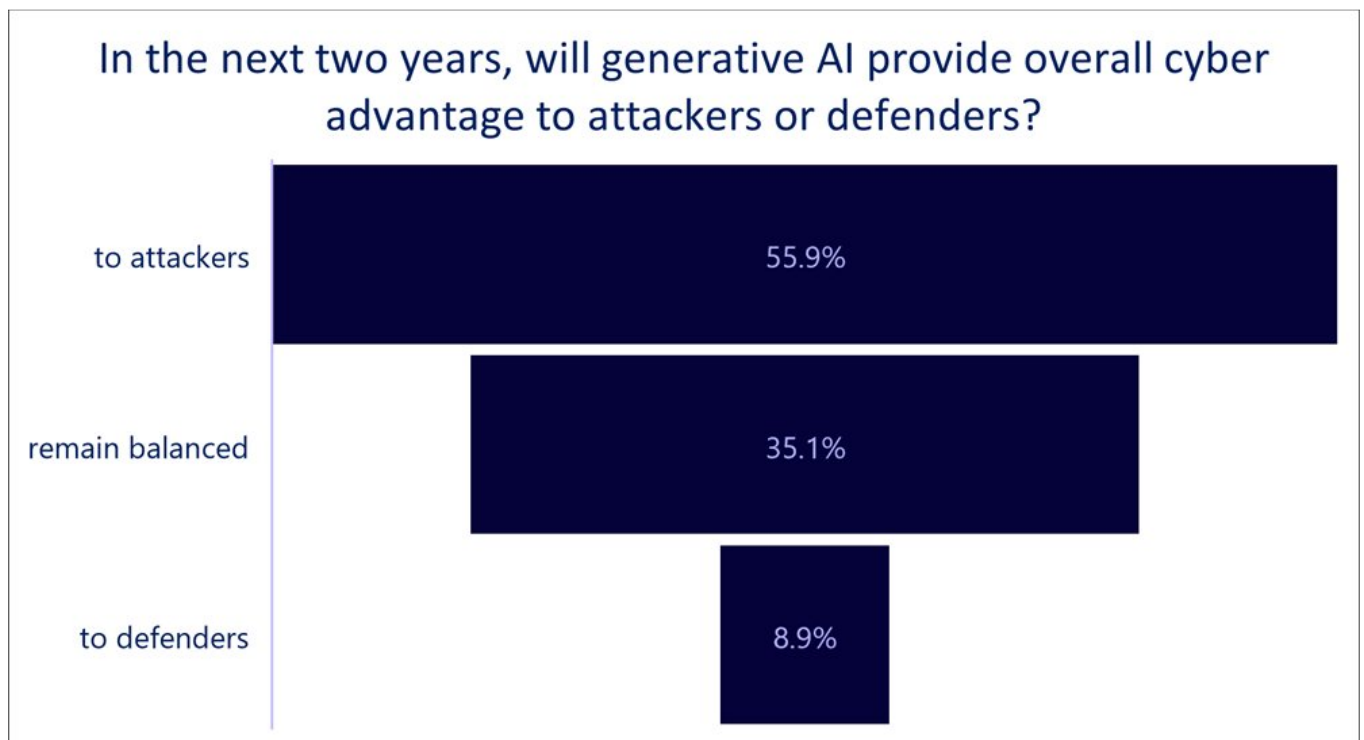 In the next two years, will generative AI provide overall cyber
advantage to attackers or defenders?
to attackers
55.9%
remain balanced
35.1%
to defenders
8.9%